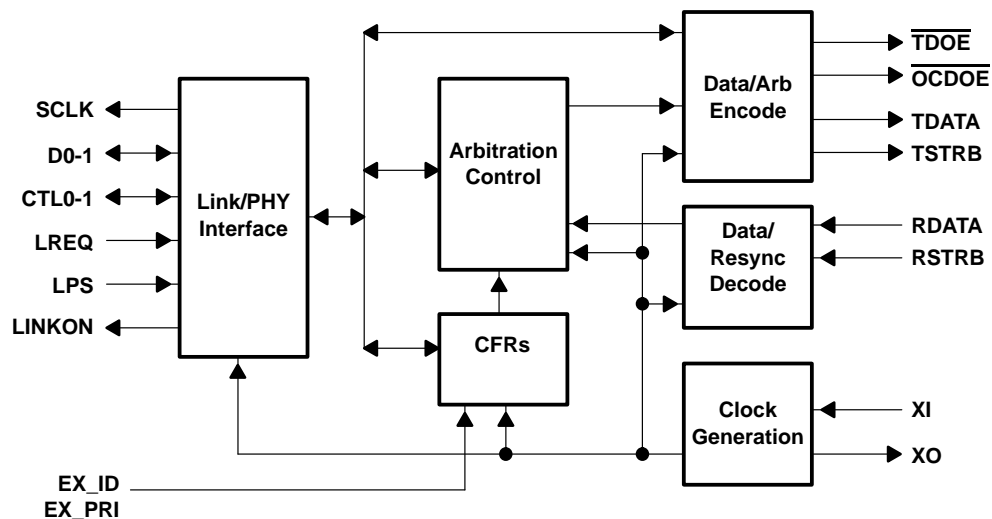 SCLK
D0-1
CTL0-1
LREQ
LPS
LINKON
Link/PHY
Interface
Arbitration
Control
CFRs
EX_ID
EX_PRI
Data/Arb
Encode
Data/
Resync
Decode
Clock
Generation
TDOE
OCDOE
TDATA
TSTRB
RDATA
RSTRB
XI
XO